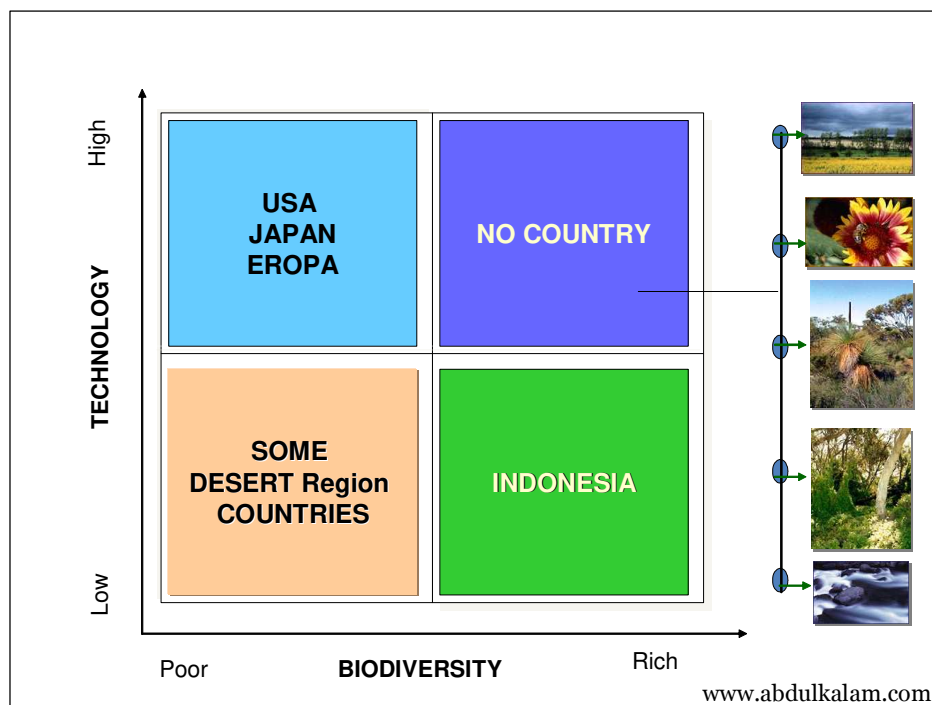 High
USA
JAPAN
EROPA
NO COUNTRY
TECHNOLOGY
SOME
DESERT Region
COUNTRIES
INDONESIA
Low
Poor
BIODIVERSITY
Rich
www.abdulkalam.com